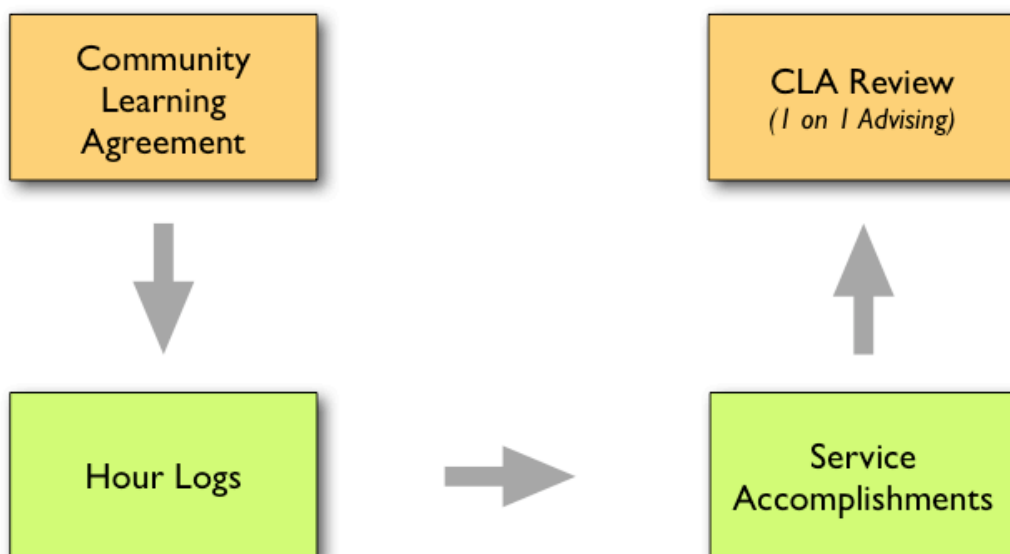 Community
Learning
Agreement
CLA Review
(1 on 1 Advising)
Hour Logs
Service
Accomplishments